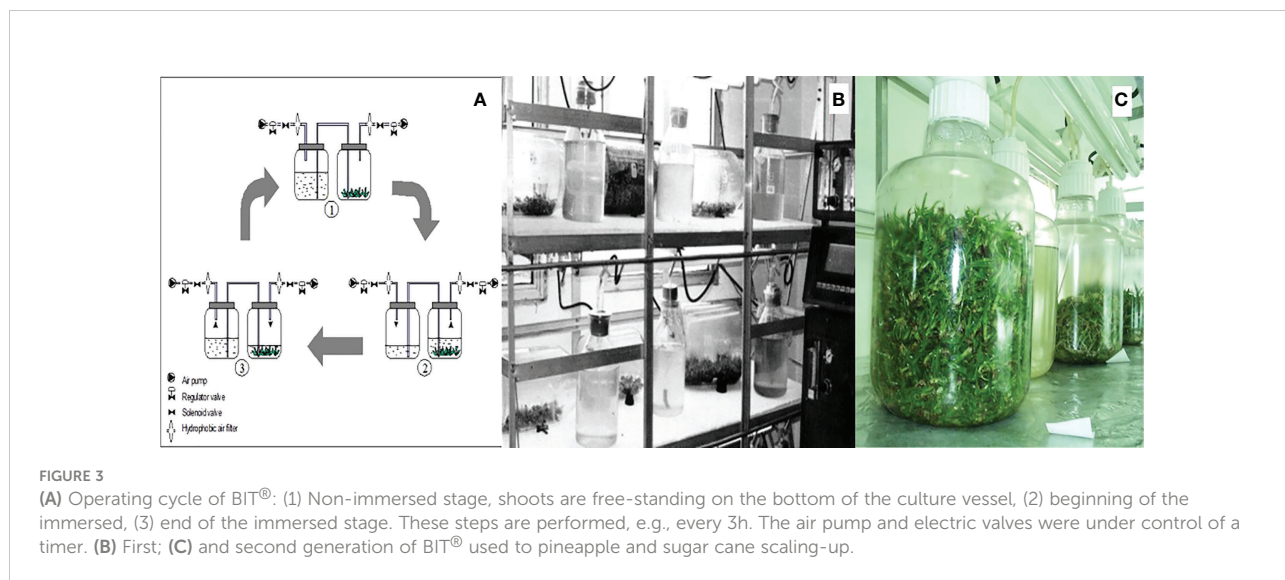 A
B
C
1
3
2
Air pump
Regulator valve
Solenoid valve
Hydrophobic air filter
FIGURE 3
(A) Operating cycle of BIT®: (1) Non-immersed stage, shoots are free-standing on the bottom of the culture vessel, (2) beginning of the
immersed, (3) end of the immersed stage. These steps are performed, e.g., every 3h. The air pump and electric valves were under control of a
timer. (B) First; (C) and second generation of BIT® used to pineapple and sugar cane scaling-up.